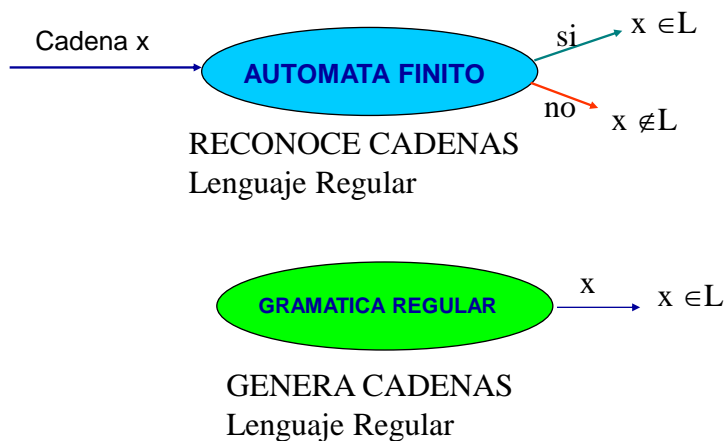 Cadena x
AUTOMATA FINITO
si
x ∈L
no
x ∉L
RECONOCE CADENAS
Lenguaje Regular
GRAMATICA REGULAR
x
x ∈L
GENERA CADENAS
Lenguaje Regular